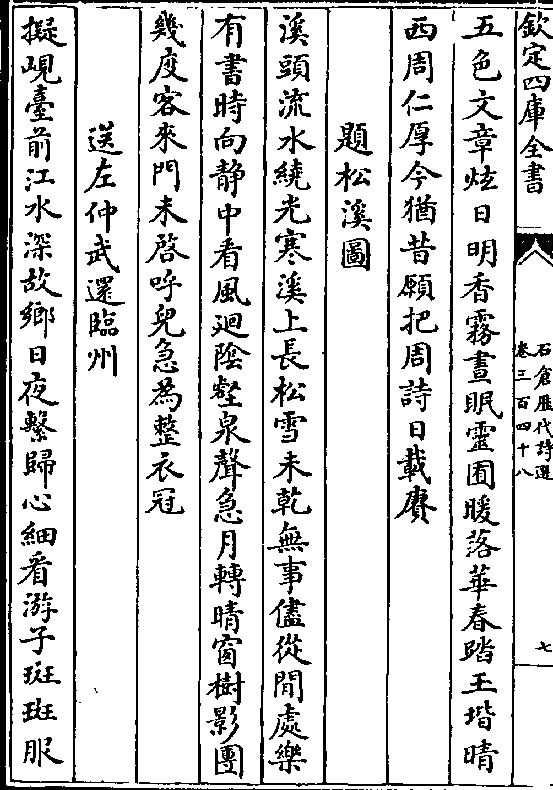 欽定四庫全書
石倉歴代詩選
卷三百四十八
七
五色文章炫日明香霧晝眠靈囿暖落華春踏玉堦晴
西周仁厚今猶昔願把周詩日載賡
題松溪圖
溪頭流水繞光寒溪上長松雪未乾無事儘從閒處樂
有書時向静中看風廻陰壑泉聲急月轉晴窗樹影團
幾度客來門未啓呼兒急為整衣冠
送左仲武還臨州
擬峴臺前江水深故鄉日夜繫歸心細看游子斑斑服